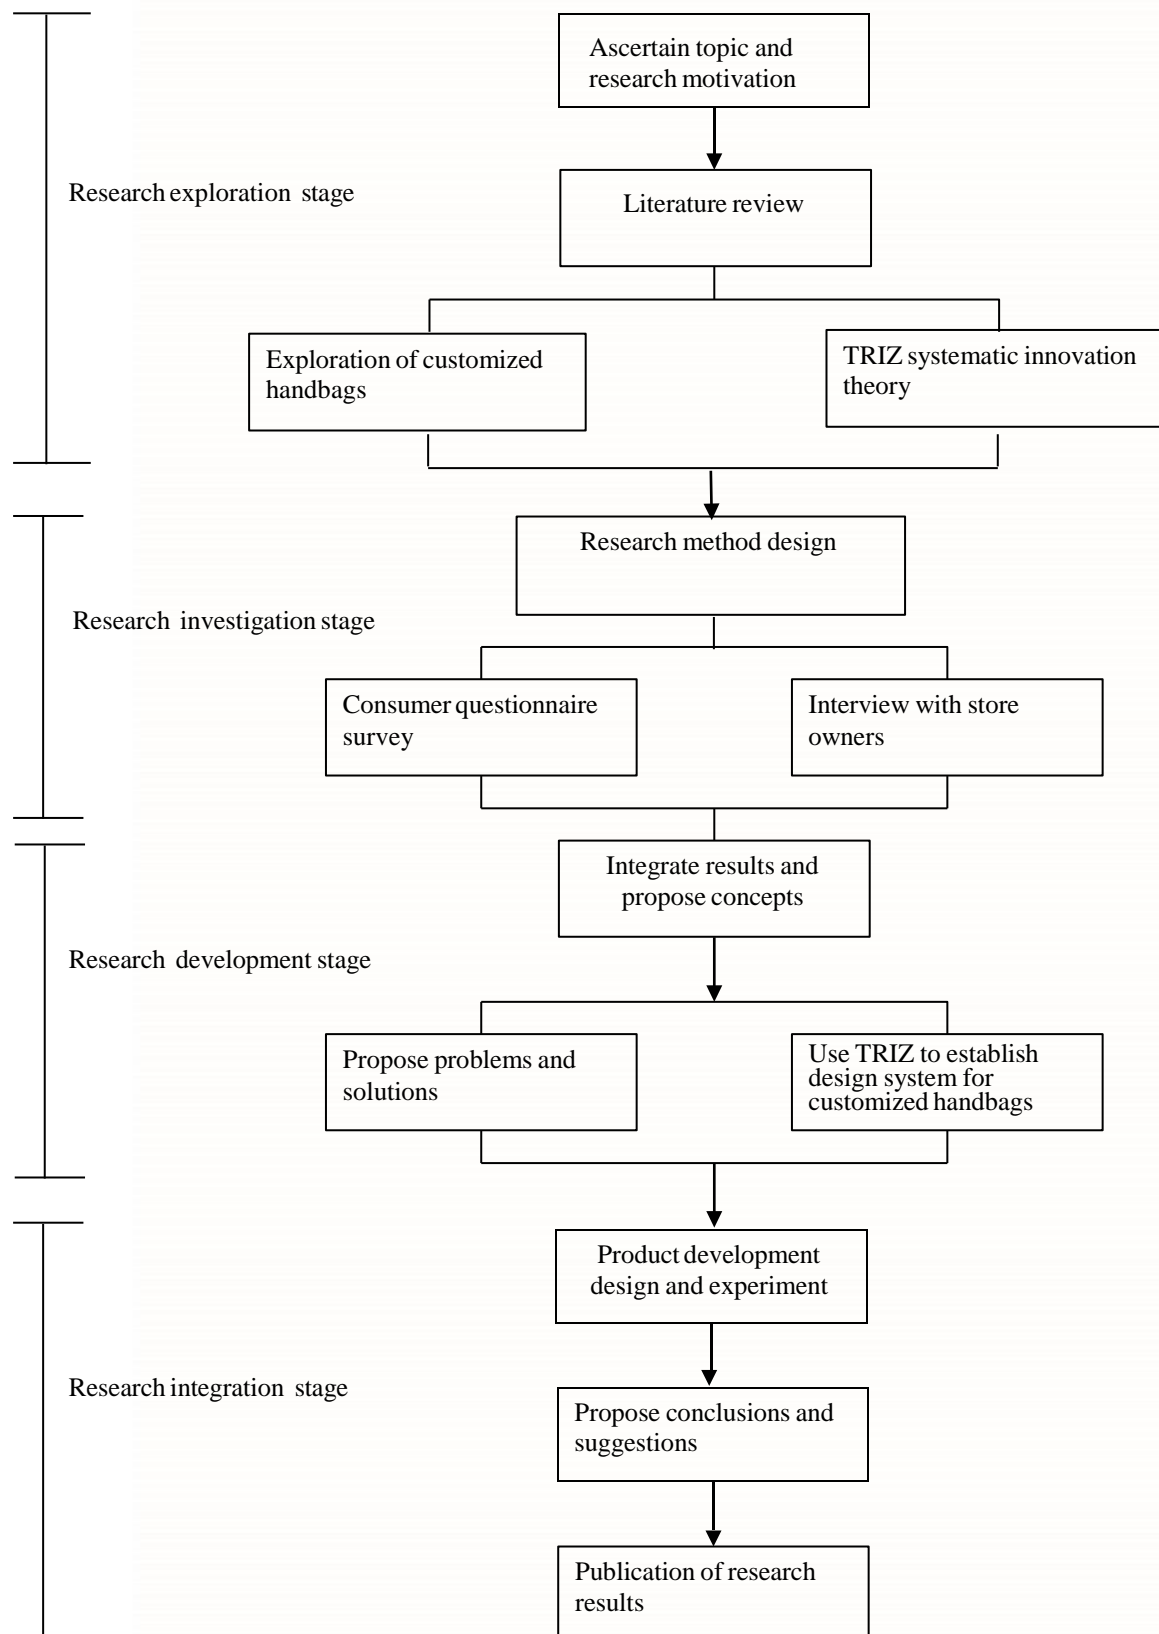 Ascertain topic and
research motivation
Research exploration stage
Literature review
Exploration of customized
handbags
TRIZ systematic innovation
theory
Research method design
Research investigation stage
Consumer questionnaire
survey
Interview with store
owners
Integrate results and
propose concepts
Research development stage
Propose problems and
solutions
Use TRIZ to establish
design system for
customized handbags
Product development
design and experiment
Research integration stage
Propose conclusions and
suggestions
Publication of research
results